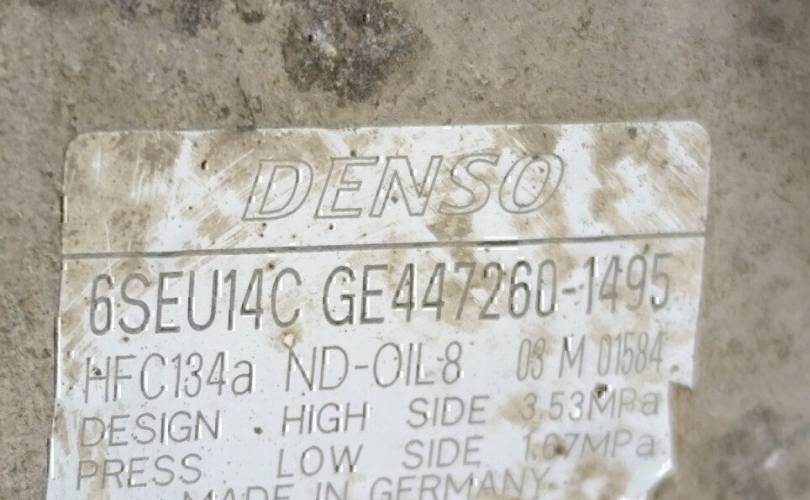 DENSO
6SEU14C GE447260-1495
HFC134a ND-OIL8 03 M 01584
DESIGN HIGH SIDE 3.53MPa
PRESS LOW SIDE 1.67MPa
MADE IN GERMANY